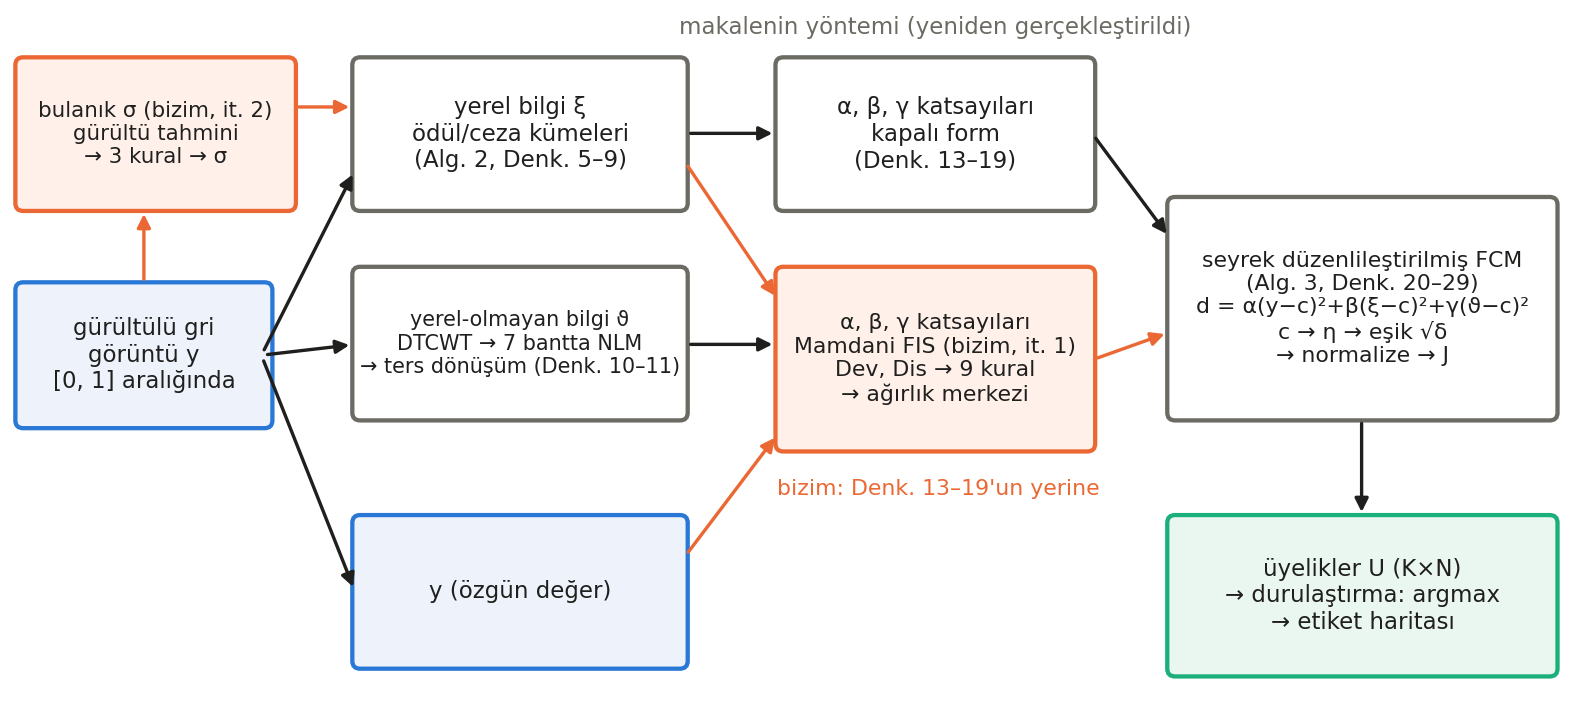 makalenin yöntemi (yeniden gerçekleştirildi)
bulanık σ (bizim, it. 2)
gürültü tahmini
→ 3 kural → σ
yerel bilgi ξ
ödül/ceza kümeleri
(Alg. 2, Denk. 5–9)
α, β, γ katsayıları
kapalı form
(Denk. 13–19)
gürültülü gri
görüntü y
[0, 1] aralığında
yerel-olmayan bilgi ϑ
DTCWT → 7 bantta NLM
→ ters dönüşüm (Denk. 10–11)
α, β, γ katsayıları
Mamdani FIS (bizim, it. 1)
Dev, Dis → 9 kural
→ ağırlık merkezi
seyrek düzenlileştirilmiş FCM
(Alg. 3, Denk. 20–29)
d = α(y−c)²+β(ξ−c)²+γ(ϑ−c)²
c → η → eşik √δ
→ normalize → J
bizim: Denk. 13–19'un yerine
y (özgün değer)
üyelikler U (K×N)
→ durulaştırma: argmax
→ etiket haritası